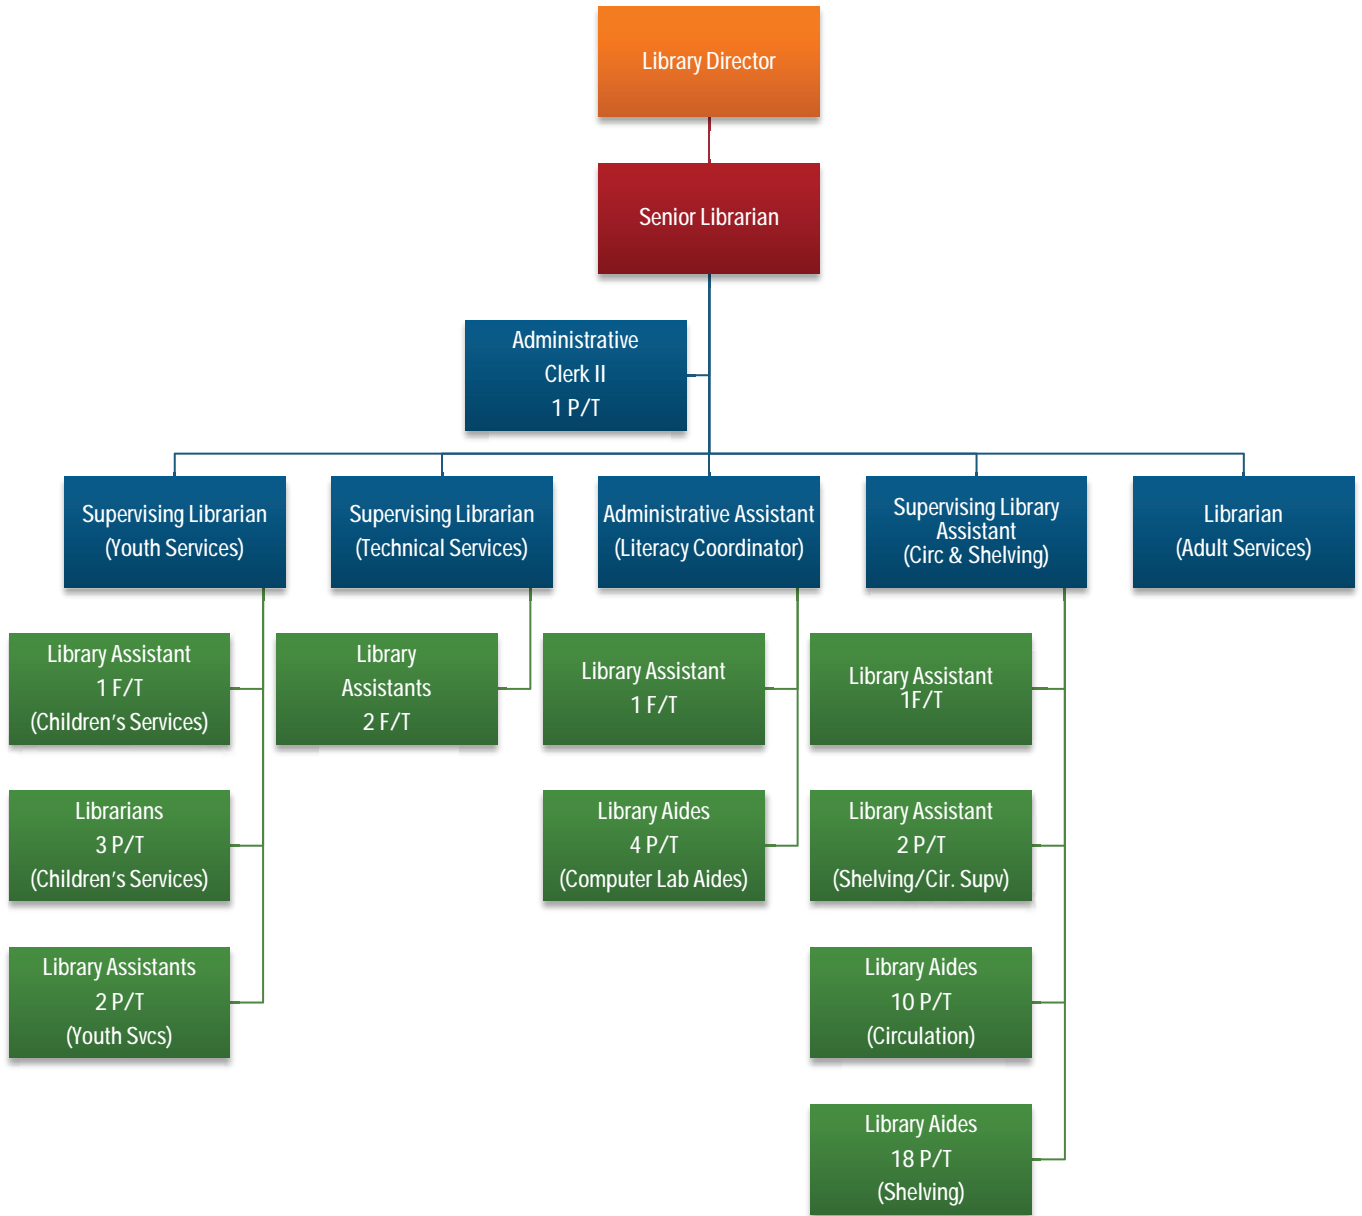 Library Director
Senior Librarian
Administrative
Clerk II
1 P/T
Supervising Librarian
(Youth Services)
Supervising Librarian
(Technical Services)
Administrative Assistant
(Literacy Coordinator)
Supervising Library
Assistant
(Circ & Shelving)
Librarian
(Adult Services)
Library Assistant
1 F/T
(Children's Services)
Library
Assistants
2 F/T
Library Assistant
1 F/T
Library Assistant
1F/T
Librarians
3 P/T
(Children's Services)
Library Aides
4 P/T
(Computer Lab Aides)
Library Assistant
2 P/T
(Shelving/Cir. Supv)
Library Assistants
2 P/T
(Youth Svcs)
Library Aides
10 P/T
(Circulation)
Library Aides
18 P/T
(Shelving)